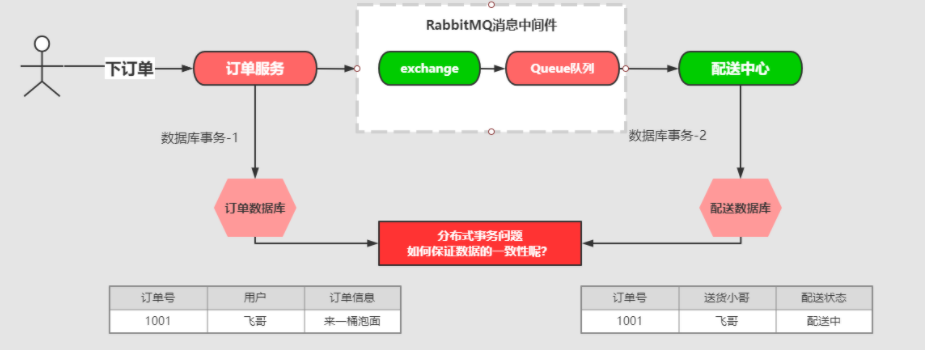 RabbitMQ消息中间件
下订单
订单服务
exchange
Queue队列
配送中心
数据库事务-1
数据库事务-2
订单数据库
配送数据库
分布式事务问题
如何保证数据的一致性呢?
订单号 用户 订单信息
1001 飞哥 来一桶泡面
订单号 送货小哥 配送状态
1001 飞哥 配送中